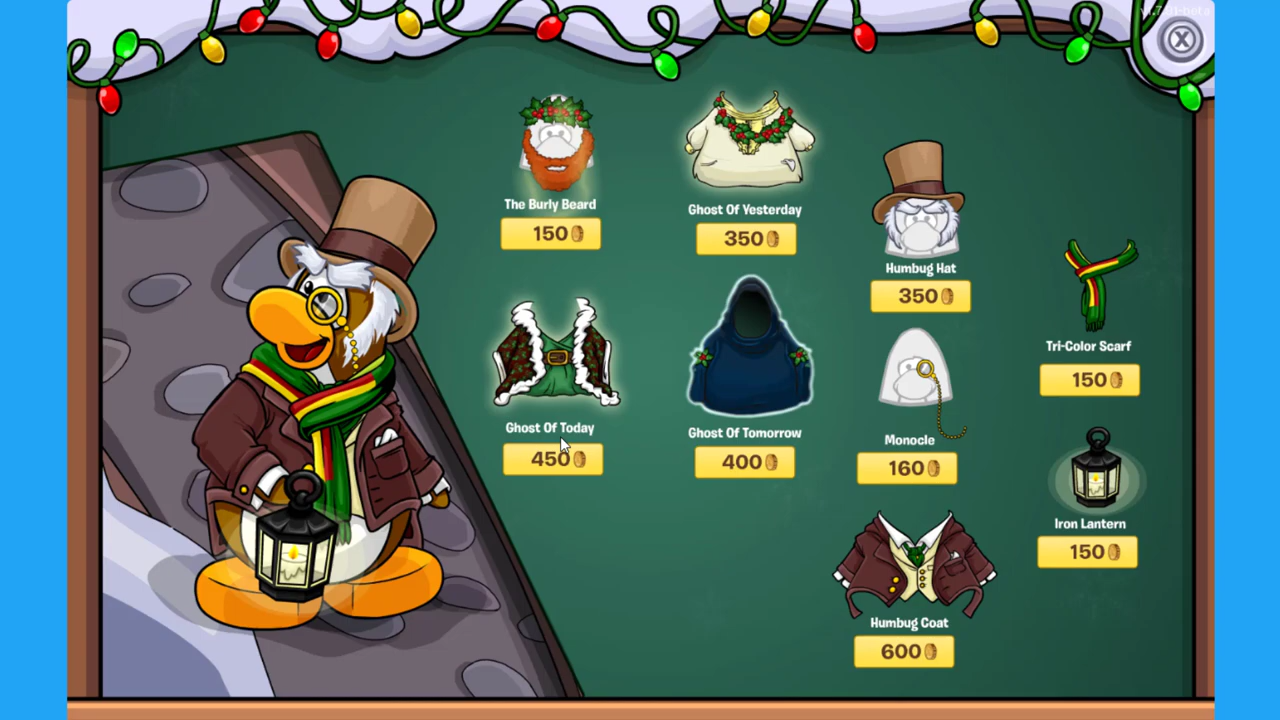 The Burly Beard
150
Ghost Of Yesterday
350
Humbug Hat
350
Tri-Color Scarf
150
Ghost Of Today
450
Ghost Of Tomorrow
400
Monocle
160
Iron Lantern
150
Humbug Coat
600